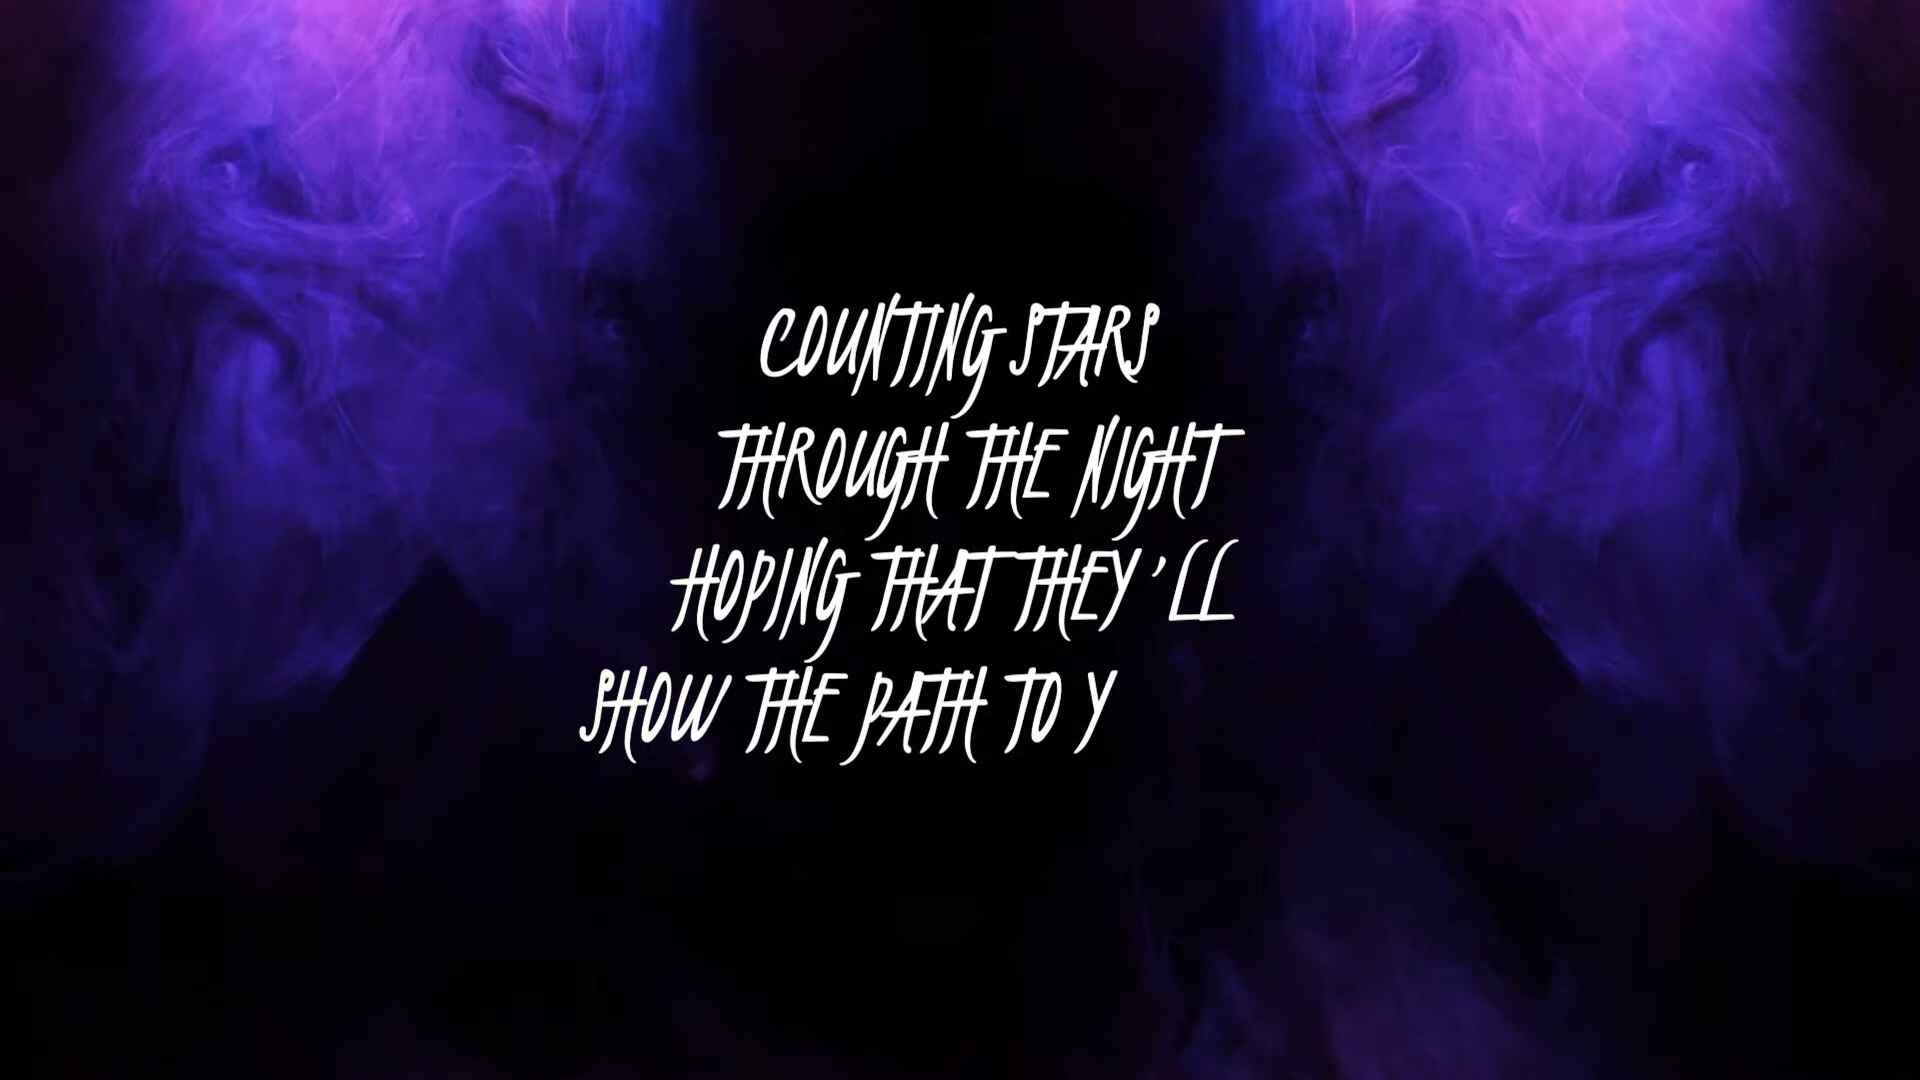 COUNTING STARS
THROUGH THE NIGHT
HOPING THAT THEY'LL
SHOW THE PATH TO Y